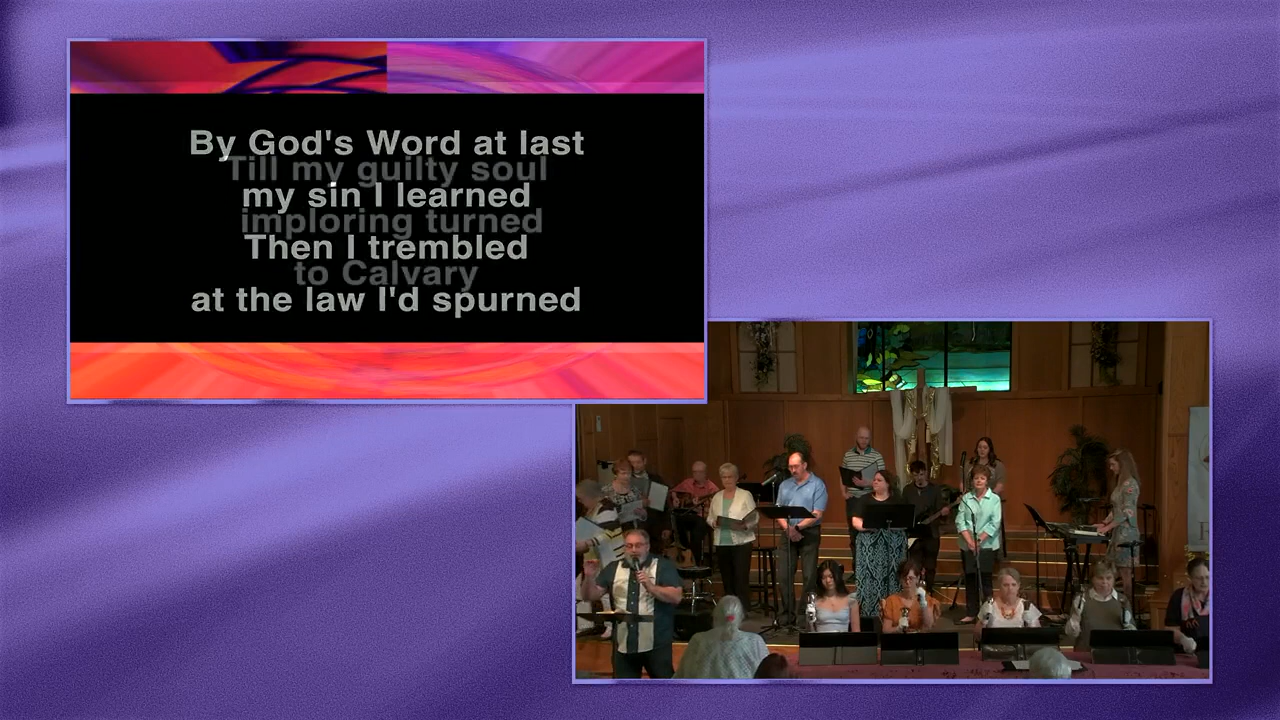 By God's Word at last
Till my guilty soul
my sin I learned
imploring turned
Then I trembled
to Calvary
at the law I'd spurned